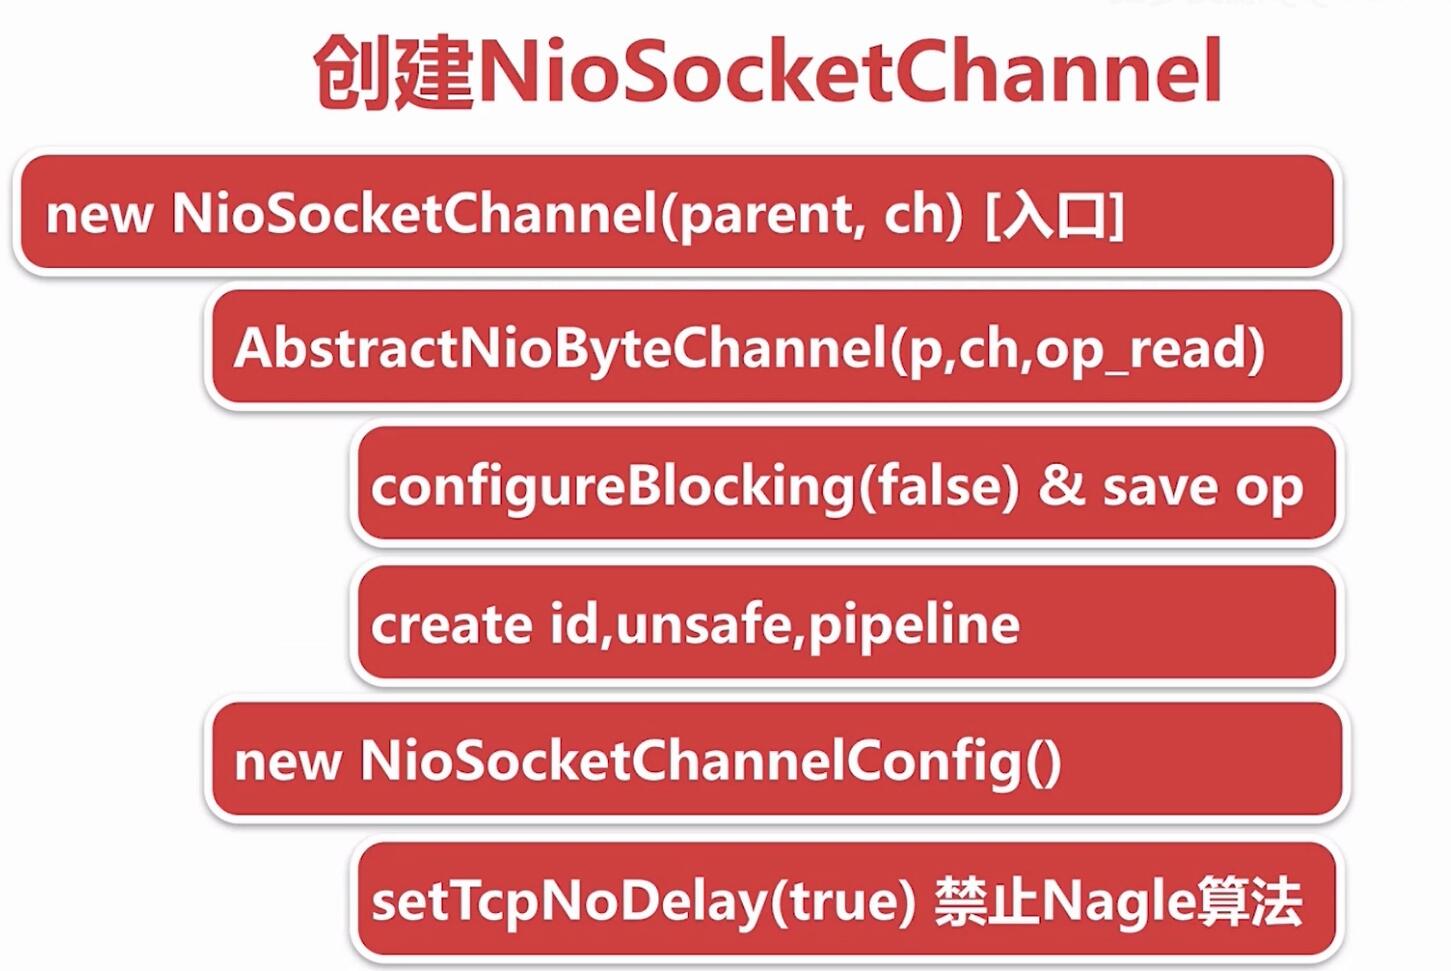 创建NioSocketChannel
new NioSocketChannel(parent, ch) [入口]
AbstractNioByteChannel(p,ch,op_read)
configureBlocking(false) & save op
create id,unsafe,pipeline
new NioSocketChannelConfig()
setTcpNoDelay(true) 禁止Nagle算法